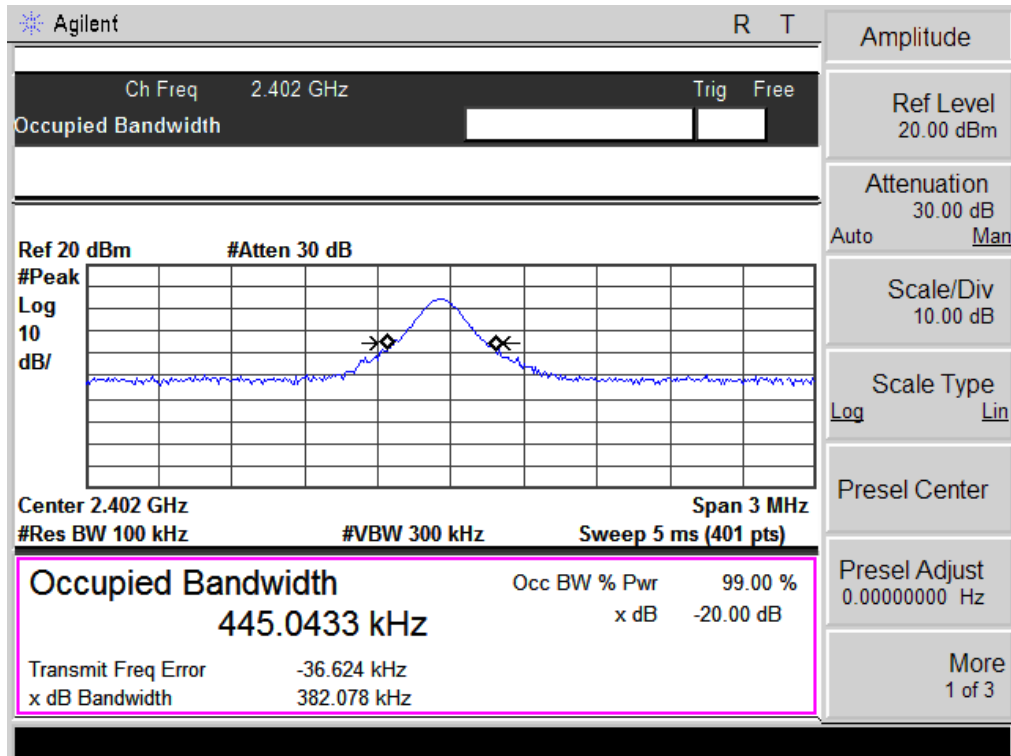 Agilent R T
Ch Freq 2.402 GHz Trig Free
Occupied Bandwidth
Ref 20 dBm #Atten 30 dB
#Peak
Log
10
dB/
Center 2.402 GHz Span 3 MHz
#Res BW 100 kHz #VBW 300 kHz Sweep 5 ms (401 pts)
Occupied Bandwidth Occ BW % Pwr 99.00 %
445.0433 kHz x dB -20.00 dB
Transmit Freq Error -36.624 kHz
x dB Bandwidth 382.078 kHz
Amplitude
Ref Level
20.00 dBm
Attenuation
30.00 dB
Auto Man
Scale/Div
10.00 dB
Scale Type
Log Lin
Presel Center
Presel Adjust
0.00000000 Hz
More
1 of 3